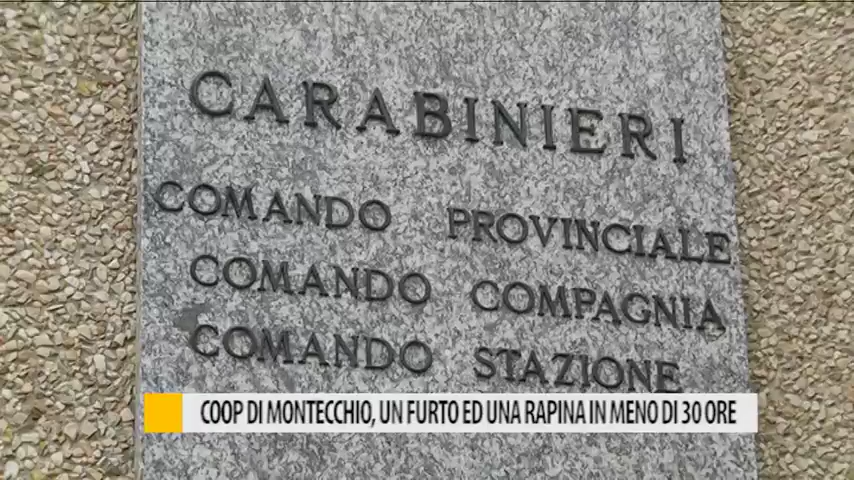 CARABINIERI
COMANDO PROVINCIALE
COMANDO COMPAGNIA
COMANDO STAZIONE
COOP DI MONTECCHIO, UN FURTO ED UNA RAPINA IN MENO DI 30 ORE